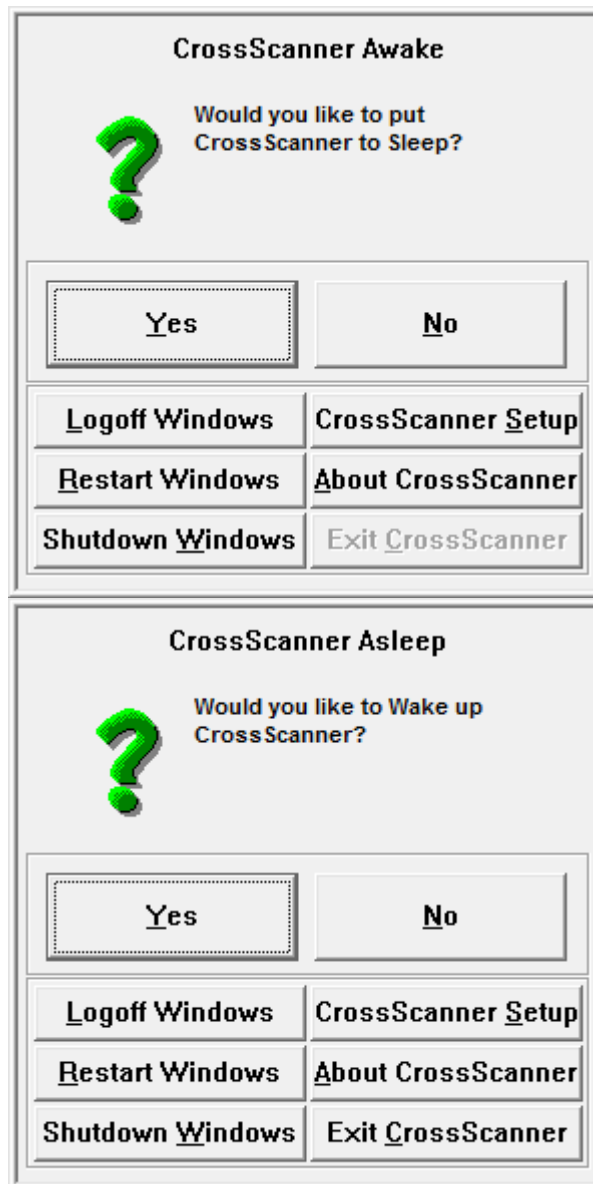 CrossScanner Awake
Would you like to put
CrossScanner to Sleep?
Yes No
Logoff Windows CrossScanner Setup
Restart Windows About CrossScanner
Shutdown Windows Exit CrossScanner
CrossScanner Asleep
Would you like to Wake up
CrossScanner?
Yes No
Logoff Windows CrossScanner Setup
Restart Windows About CrossScanner
Shutdown Windows Exit CrossScanner